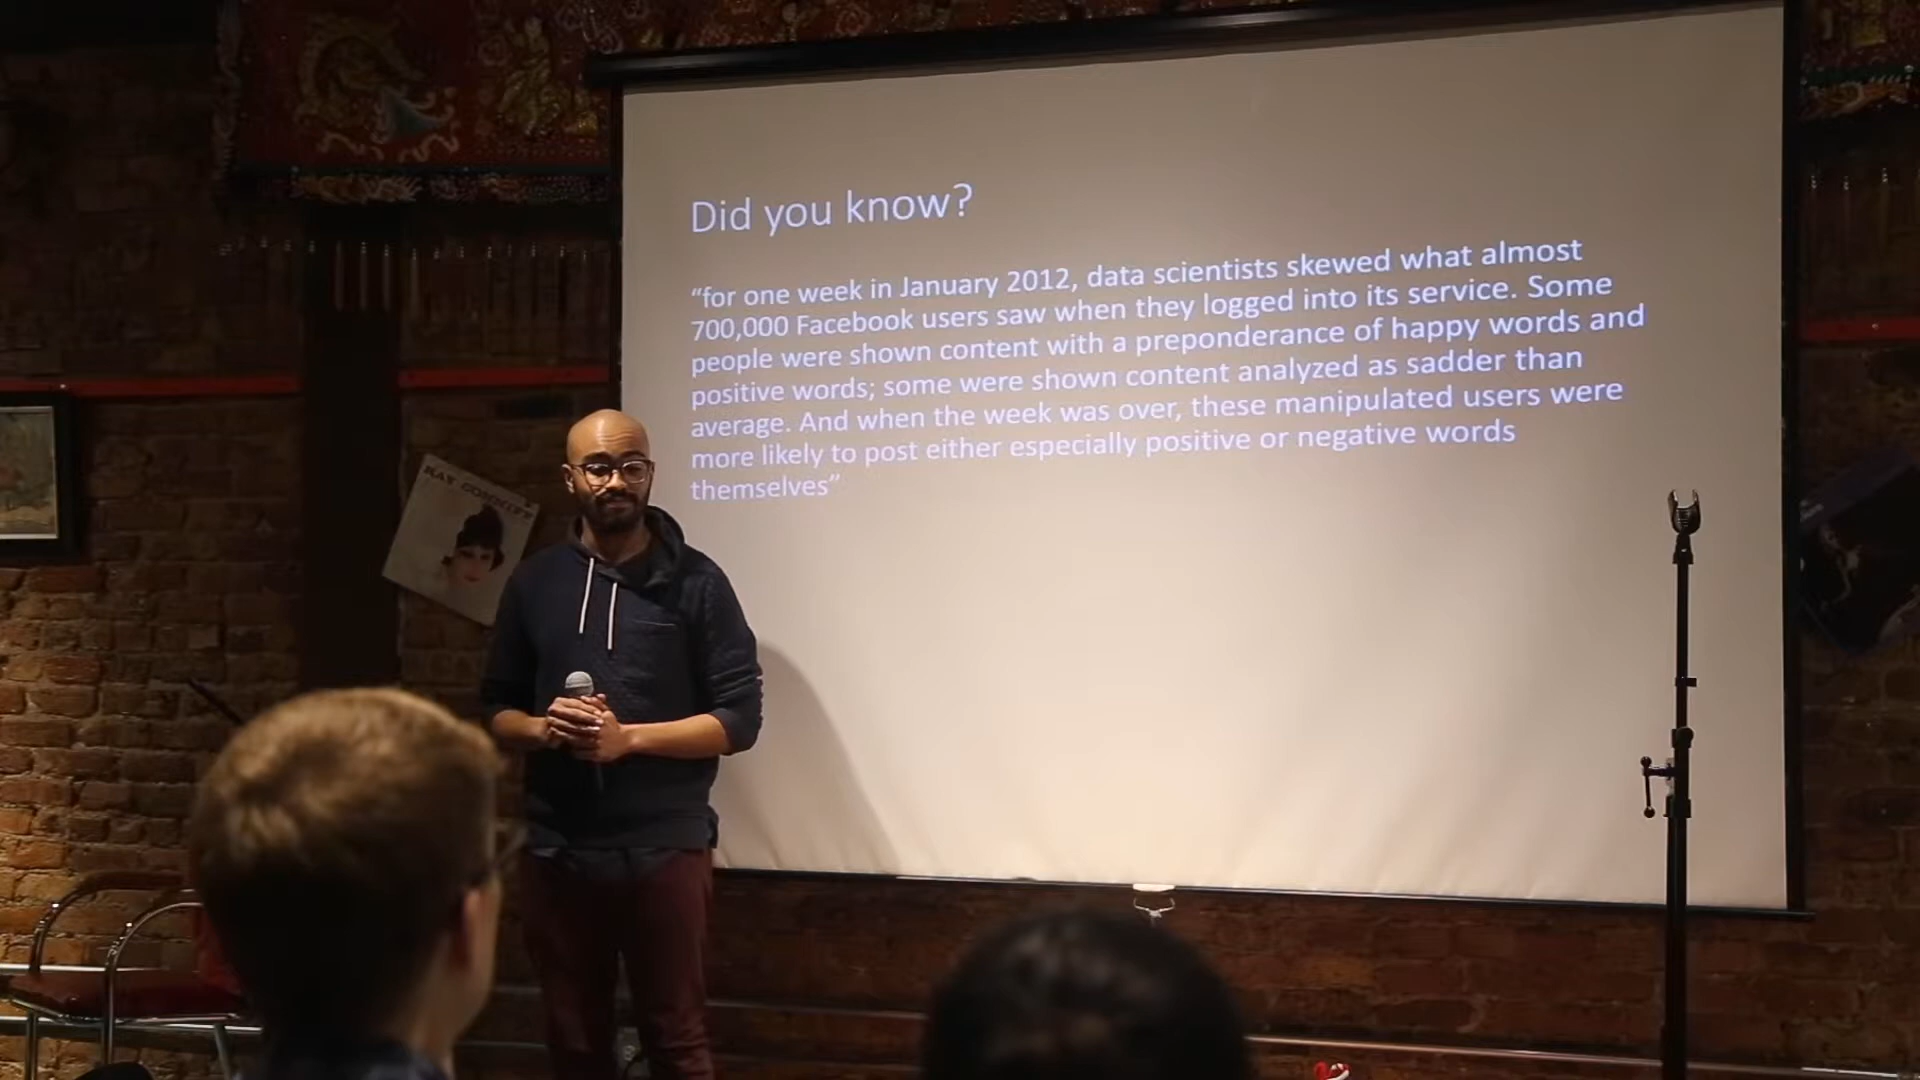 Did you know?
“for one week in January 2012, data scientists skewed what almost
700,000 Facebook users saw when they logged into its service. Some
people were shown content with a preponderance of happy words and
positive words; some were shown content analyzed as sadder than
average. And when the week was over, these manipulated users were
more likely to post either especially positive or negative words
themselves”